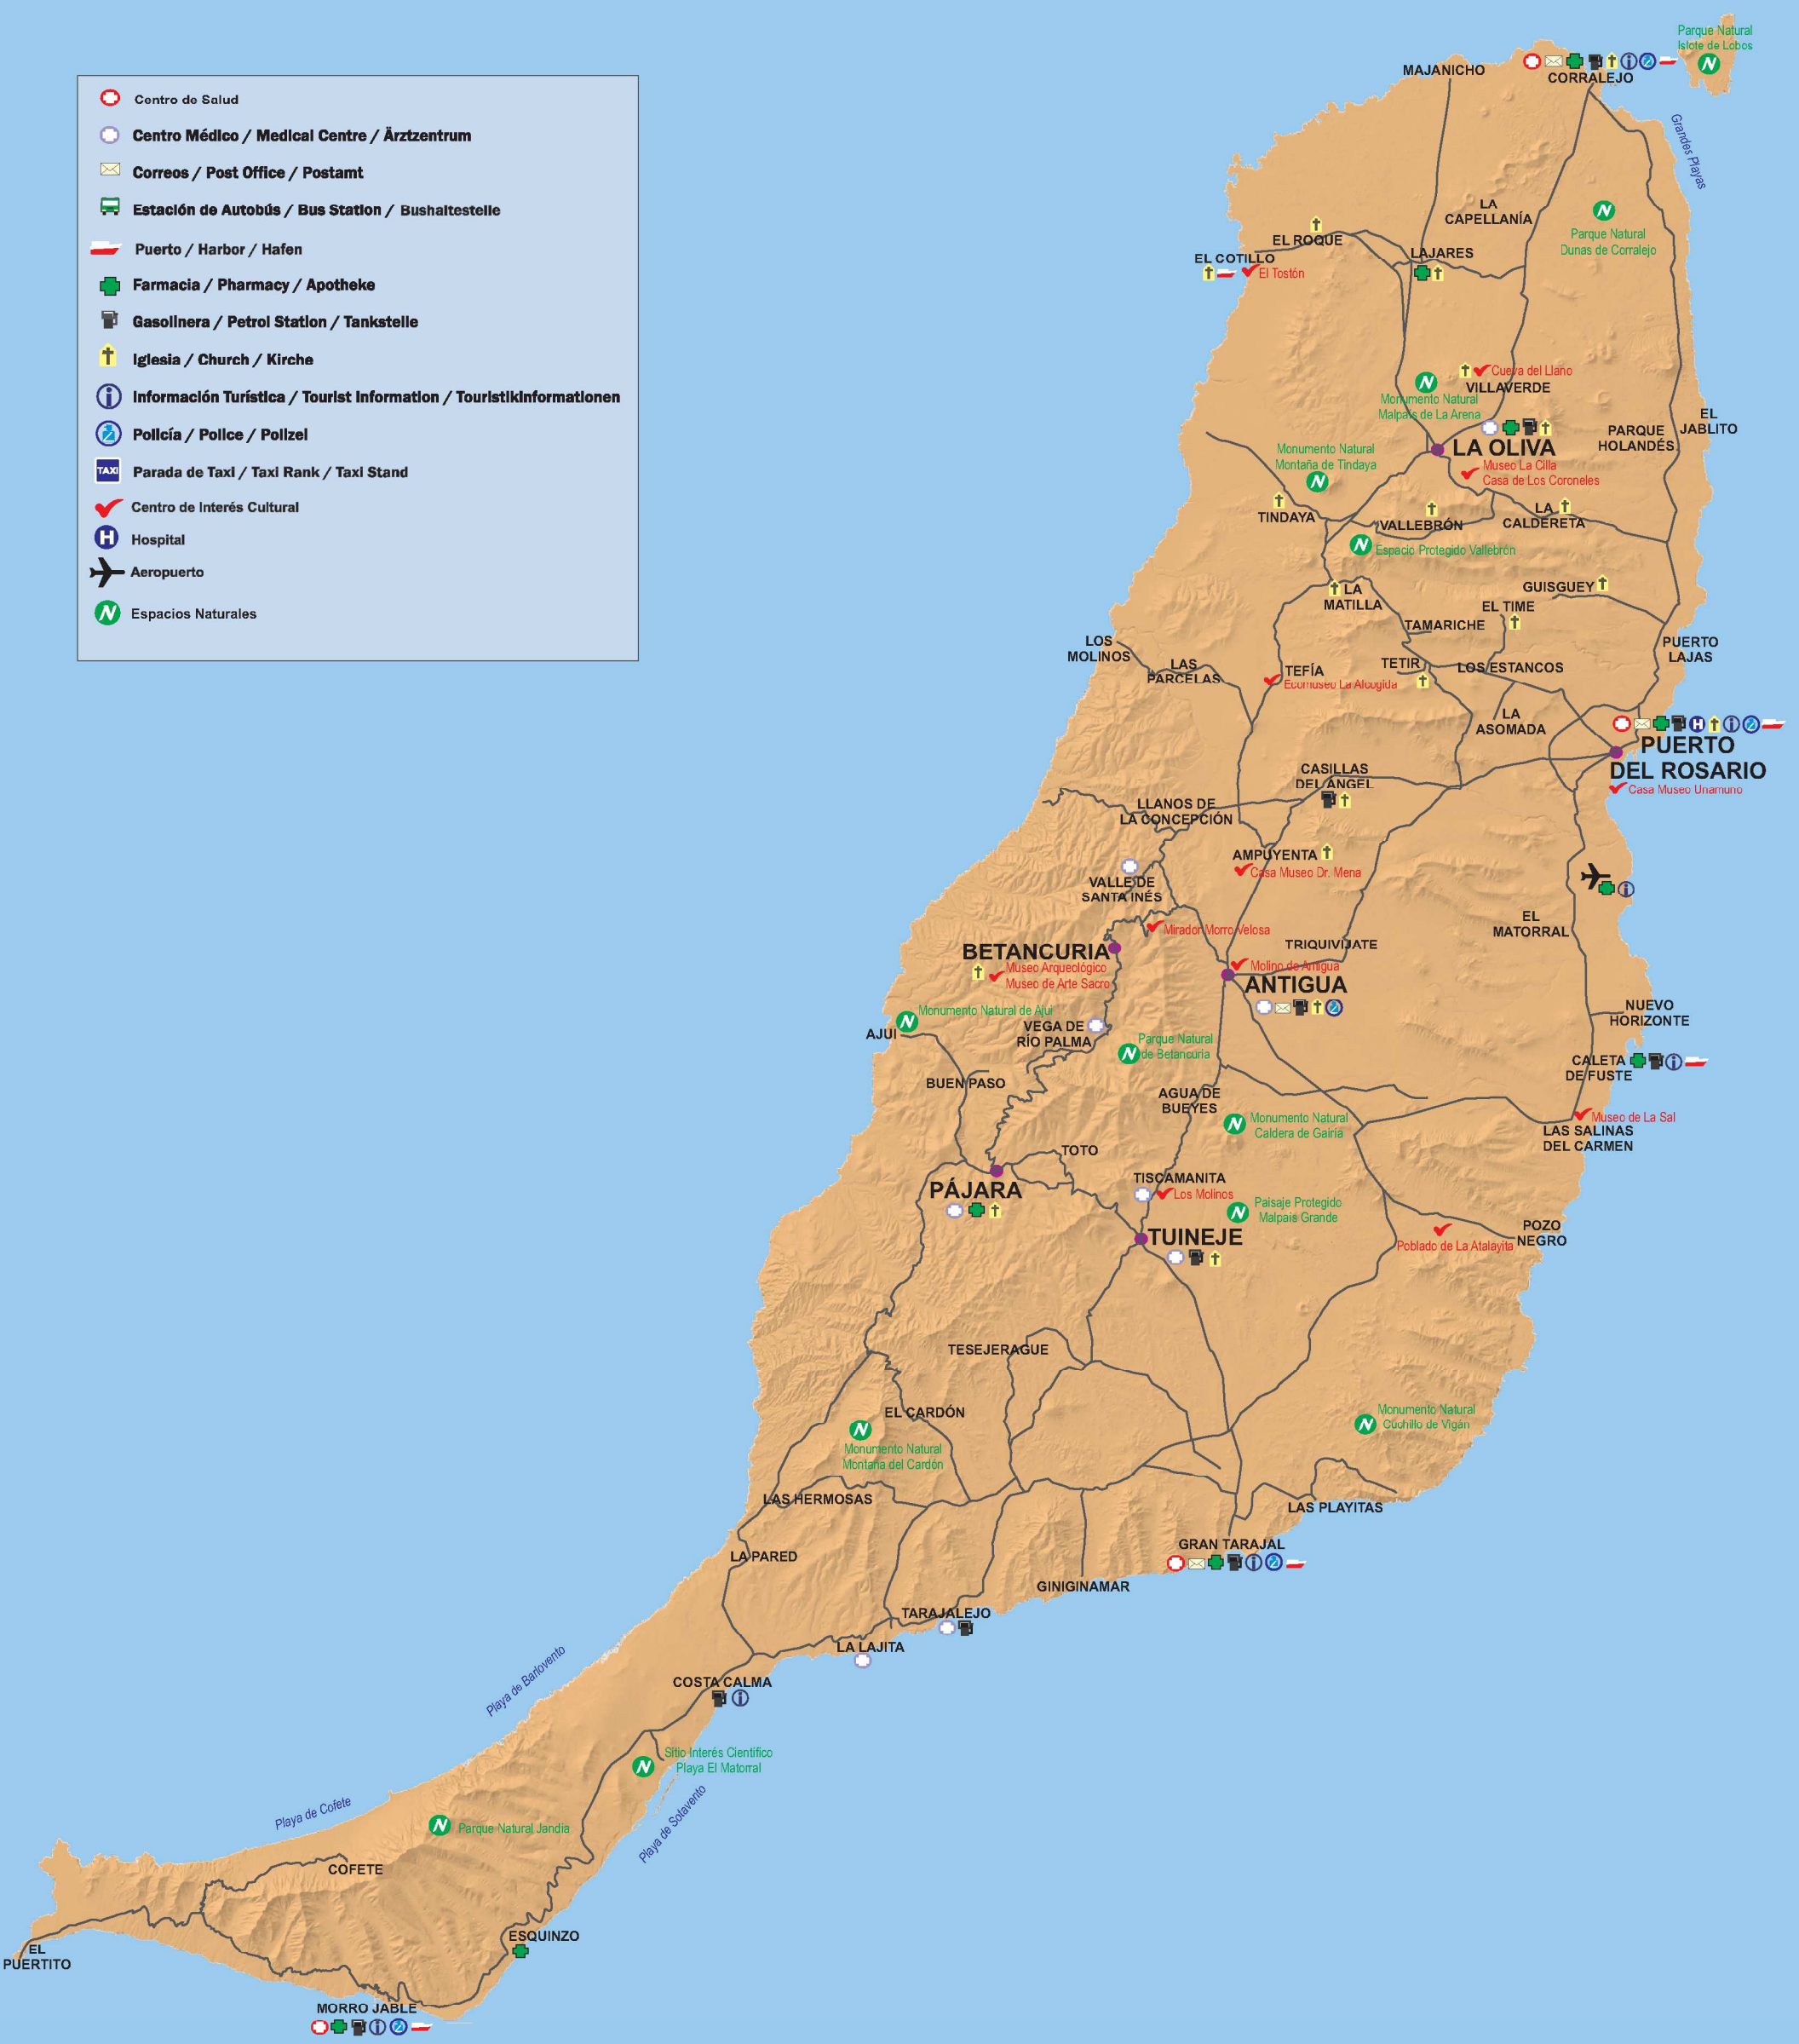 Centro de Salud
Centro Médico / Medical Centre / Ärztzentrum
Correos / Post Office / Postamt
Estación de Autobús / Bus Station / Bushaltestelle
Puerto / Harbor / Hafen
Farmacia / Pharmacy / Apotheke
Gasolinera / Petrol Station / Tankstelle
Iglesia / Church / Kirche
Información Turística / Tourist Information / Touristikinformationen
Policía / Police / Polizei
TAXI Parada de Taxi / Taxi Rank / Taxi Stand
Centro de Interés Cultural
H Hospital
Aeropuerto
N Espacios Naturales
Parque Natural
Islote de Lobos
N
MAJANICHO
CORRALEJO
Grandes Playas
LA
CAPELLANÍA
N
Parque Natural
Dunas de Corralejo
EL ROQUE
EL COTILLO
El Tostón
LAJARES
Cueva del Llano
VILLAVERDE
N
Monumento Natural
Malpaís de La Arena
EL
JABLITO
PARQUE
HOLANDÉS
LA OLIVA
Museo La Cilla
Casa de Los Coroneles
Monumento Natural
Montaña de Tindaya
N
TINDAYA
VALLEBRÓN
LA
CALDERETA
N
Espacio Protegido Vallebrón
LA
MATILLA
GUISGUEY
EL TIME
TAMARICHE
LOS
MOLINOS
LAS
PARCELAS
TEFÍA
Ecomuseo La Alcogida
TETIR
LOS ESTANCOS
PUERTO
LAJAS
LA
ASOMADA
H
PUERTO
DEL ROSARIO
Casa Museo Unamuno
CASILLAS
DEL ANGEL
LLANOS DE
LA CONCEPCIÓN
AMPUYENTA
Casa Museo Dr. Mena
VALLE DE
SANTA INÉS
EL
MATORRAL
Mirador Morro Velosa
TRIQUIVIJATE
BETANCURIA
Museo Arqueológico
Museo de Arte Sacro
Molino de Antigua
ANTIGUA
N
Monumento Natural de Ajui
AJUI
VEGA DE
RÍO PALMA
N
Parque Natural
de Betancuria
NUEVO
HORIZONTE
CALETA
DE FUSTE
BUEN PASO
AGUA DE
BUEYES
N
Monumento Natural
Caldera de Gairia
Museo de La Sal
LAS SALINAS
DEL CARMEN
TOTO
PÁJARA
TISCAMANITA
Los Molinos
N
Paisaje Protegido
Malpaís Grande
TUINEJE
Poblado de La Atalayita
POZO
NEGRO
TESEJERAGUE
EL CARDÓN
N
Monumento Natural
Montaña del Cardón
N
Monumento Natural
Cuchillo de Vigán
LAS HERMOSAS
LAS PLAYITAS
LA PARED
GRAN TARAJAL
GINIGINAMAR
TARAJALEJO
LA LAJITA
Playa de Barlovento
COSTA CALMA
N
Sitio Interés Científico
Playa El Matorral
Playa de Sotavento
Playa de Cofete
N
Parque Natural Jandía
COFETE
ESQUINZO
EL
PUERTITO
MORRO JABLE